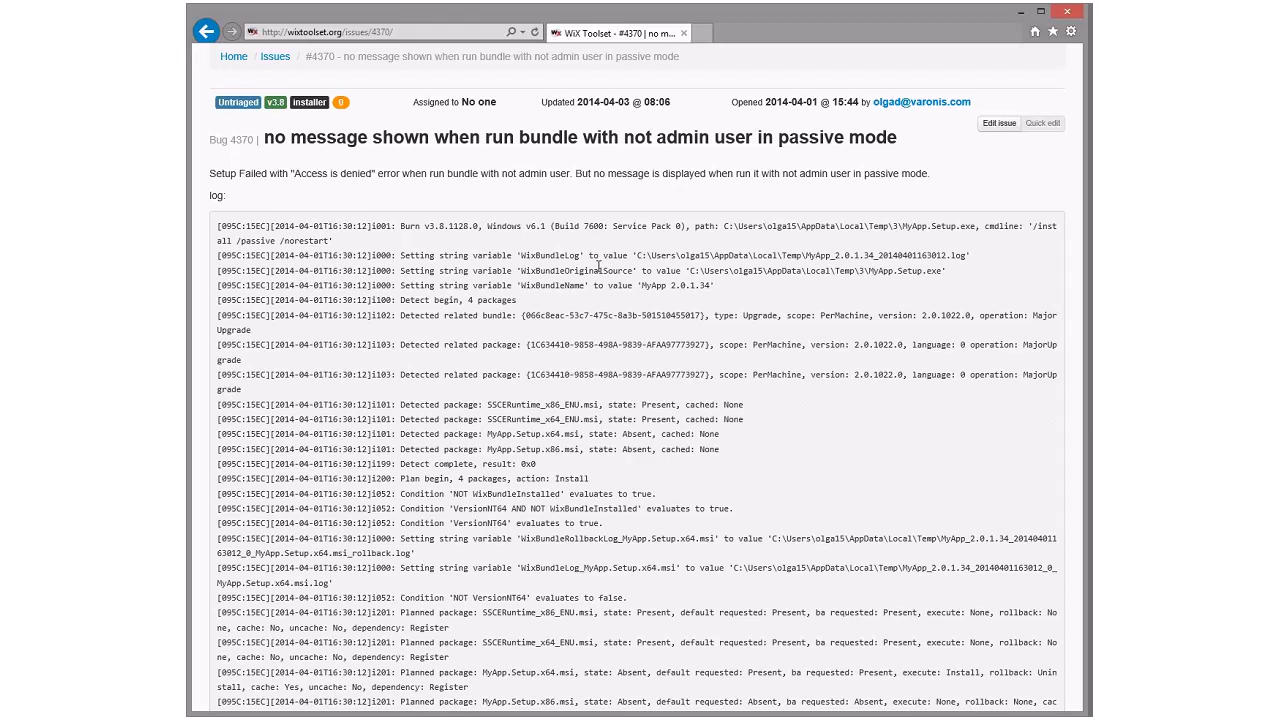 http://wixtoolset.org/issues/4370/
WiX Toolset - #4370 | no m...
Home / Issues / #4370 - no message shown when run bundle with not admin user in passive mode
Untriaged v3.8 installer 0 Assigned to No one Updated 2014-04-03 @ 08:06 Opened 2014-04-01 @ 15:44 by olgad@varonis.com
Edit issue Quick edit
Bug 4370 | no message shown when run bundle with not admin user in passive mode
Setup Failed with "Access is denied" error when run bundle with not admin user. But no message is displayed when run it with not admin user in passive mode.
log:
[095C:15EC][2014-04-01T16:30:12]i001: Burn v3.8.1128.0, Windows v6.1 (Build 7600: Service Pack 0), path: C:\Users\olga15\AppData\Local\Temp\3\MyApp.Setup.exe, cmdline: '/inst
all /passive /norestart'
[095C:15EC][2014-04-01T16:30:12]i000: Setting string variable 'WixBundleLog' to value 'C:\Users\olga15\AppData\Local\Temp\MyApp_2.0.1.34_20140401163012.log'
[095C:15EC][2014-04-01T16:30:12]i000: Setting string variable 'WixBundleOriginalSource' to value 'C:\Users\olga15\AppData\Local\Temp\3\MyApp.Setup.exe'
[095C:15EC][2014-04-01T16:30:12]i000: Setting string variable 'WixBundleName' to value 'MyApp 2.0.1.34'
[095C:15EC][2014-04-01T16:30:12]i100: Detect begin, 4 packages
[095C:15EC][2014-04-01T16:30:12]i102: Detected related bundle: {066c8eac-53c7-475c-8a3b-501510455017}, type: Upgrade, scope: PerMachine, version: 2.0.1022.0, operation: Major
Upgrade
[095C:15EC][2014-04-01T16:30:12]i103: Detected related package: {1C634410-9858-498A-9839-AFAA97773927}, scope: PerMachine, version: 2.0.1022.0, language: 0 operation: MajorUp
grade
[095C:15EC][2014-04-01T16:30:12]i103: Detected related package: {1C634410-9858-498A-9839-AFAA97773927}, scope: PerMachine, version: 2.0.1022.0, language: 0 operation: MajorUp
grade
[095C:15EC][2014-04-01T16:30:12]i101: Detected package: SSCERuntime_x86_ENU.msi, state: Present, cached: None
[095C:15EC][2014-04-01T16:30:12]i101: Detected package: SSCERuntime_x64_ENU.msi, state: Present, cached: None
[095C:15EC][2014-04-01T16:30:12]i101: Detected package: MyApp.Setup.x64.msi, state: Absent, cached: None
[095C:15EC][2014-04-01T16:30:12]i101: Detected package: MyApp.Setup.x86.msi, state: Absent, cached: None
[095C:15EC][2014-04-01T16:30:12]i199: Detect complete, result: 0x0
[095C:15EC][2014-04-01T16:30:12]i200: Plan begin, 4 packages, action: Install
[095C:15EC][2014-04-01T16:30:12]i052: Condition 'NOT WixBundleInstalled' evaluates to true.
[095C:15EC][2014-04-01T16:30:12]i052: Condition 'VersionNT64 AND NOT WixBundleInstalled' evaluates to true.
[095C:15EC][2014-04-01T16:30:12]i052: Condition 'VersionNT64' evaluates to true.
[095C:15EC][2014-04-01T16:30:12]i000: Setting string variable 'WixBundleRollbackLog_MyApp.Setup.x64.msi' to value 'C:\Users\olga15\AppData\Local\Temp\MyApp_2.0.1.34_201404011
63012_0_MyApp.Setup.x64.msi_rollback.log'
[095C:15EC][2014-04-01T16:30:12]i000: Setting string variable 'WixBundleLog_MyApp.Setup.x64.msi' to value 'C:\Users\olga15\AppData\Local\Temp\MyApp_2.0.1.34_20140401163012_0_
MyApp.Setup.x64.msi.log'
[095C:15EC][2014-04-01T16:30:12]i052: Condition 'NOT VersionNT64' evaluates to false.
[095C:15EC][2014-04-01T16:30:12]i201: Planned package: SSCERuntime_x86_ENU.msi, state: Present, default requested: Present, ba requested: Present, execute: None, rollback: No
ne, cache: No, uncache: No, dependency: Register
[095C:15EC][2014-04-01T16:30:12]i201: Planned package: SSCERuntime_x64_ENU.msi, state: Present, default requested: Present, ba requested: Present, execute: None, rollback: No
ne, cache: No, uncache: No, dependency: Register
[095C:15EC][2014-04-01T16:30:12]i201: Planned package: MyApp.Setup.x64.msi, state: Absent, default requested: Present, ba requested: Present, execute: Install, rollback: Unin
stall, cache: Yes, uncache: No, dependency: Register
[095C:15EC][2014-04-01T16:30:12]i201: Planned package: MyApp.Setup.x86.msi, state: Absent, default requested: Absent, ba requested: Absent, execute: None, rollback: None, cac